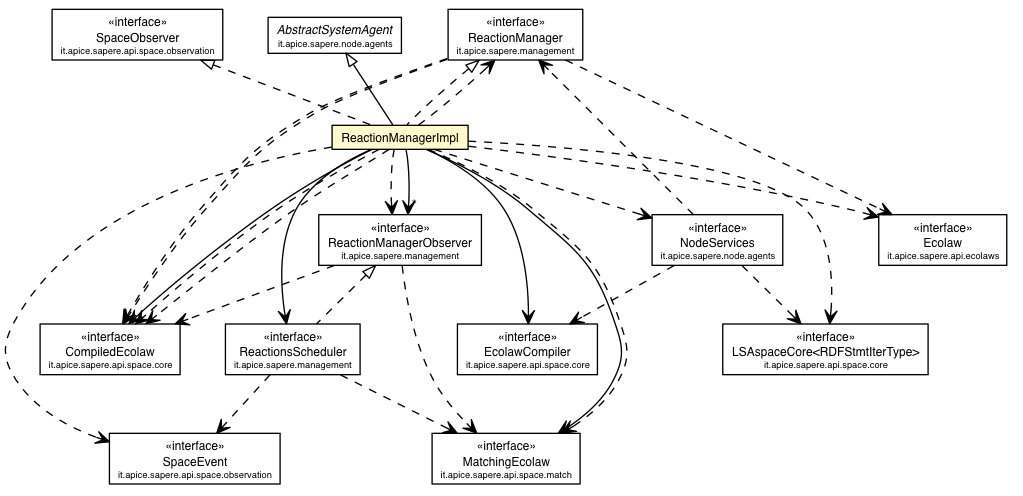 «interface»
SpaceObserver
it.apice.sapere.api.space.observation
AbstractSystemAgent
it.apice.sapere.node.agents
«interface»
ReactionManager
it.apice.sapere.management
ReactionManagerImpl
*
«interface»
ReactionManagerObserver
it.apice.sapere.management
«interface»
NodeServices
it.apice.sapere.node.agents
«interface»
Ecolaw
it.apice.sapere.api.ecolaws
«interface»
CompiledEcolaw
it.apice.sapere.api.space.core
«interface»
ReactionsScheduler
it.apice.sapere.management
«interface»
EcolawCompiler
it.apice.sapere.api.space.core
«interface»
LSAspaceCore<RDFStmtIterType>
it.apice.sapere.api.space.core
«interface»
SpaceEvent
it.apice.sapere.api.space.observation
«interface»
MatchingEcolaw
it.apice.sapere.api.space.match